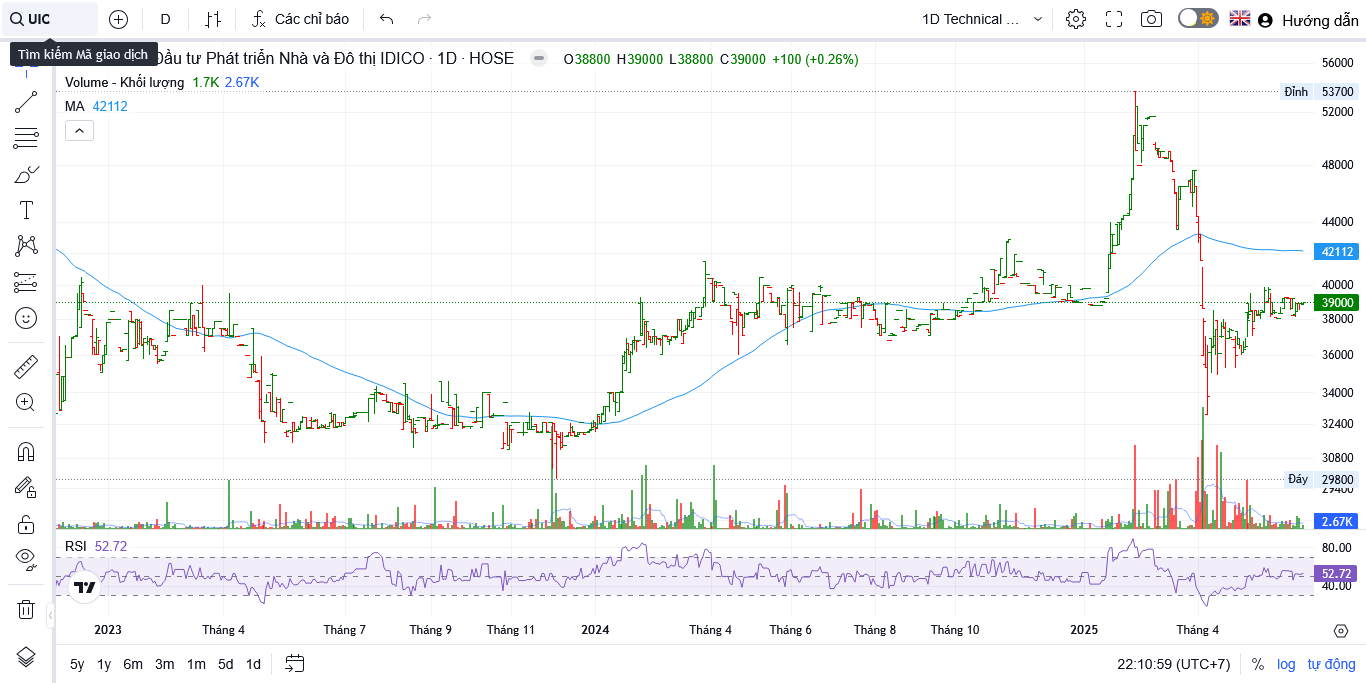 UIC
D
Các chỉ báo
1D Technical ...
Hướng dẫn
Tìm kiếm Mã giao dịch
Đầu tư Phát triển Nhà và Đô thị IDICO · 1D · HOSE
O38800 H39000 L38800 C39000 +100 (+0.26%)
Volume - Khối lượng 1.7K 2.67K
MA 42112
56000
Đỉnh 53700
52000
48000
44000
42112
40000
39000
38000
36000
34000
32400
30800
Đáy 29800
29400
2.67K
RSI 52.72
80.00
52.72
40.00
2023 Tháng 4 Tháng 7 Tháng 9 Tháng 11 2024 Tháng 4 Tháng 6 Tháng 8 Tháng 10 2025 Tháng 4
5y 1y 6m 3m 1m 5d 1d
22:10:59 (UTC+7) % log tự động